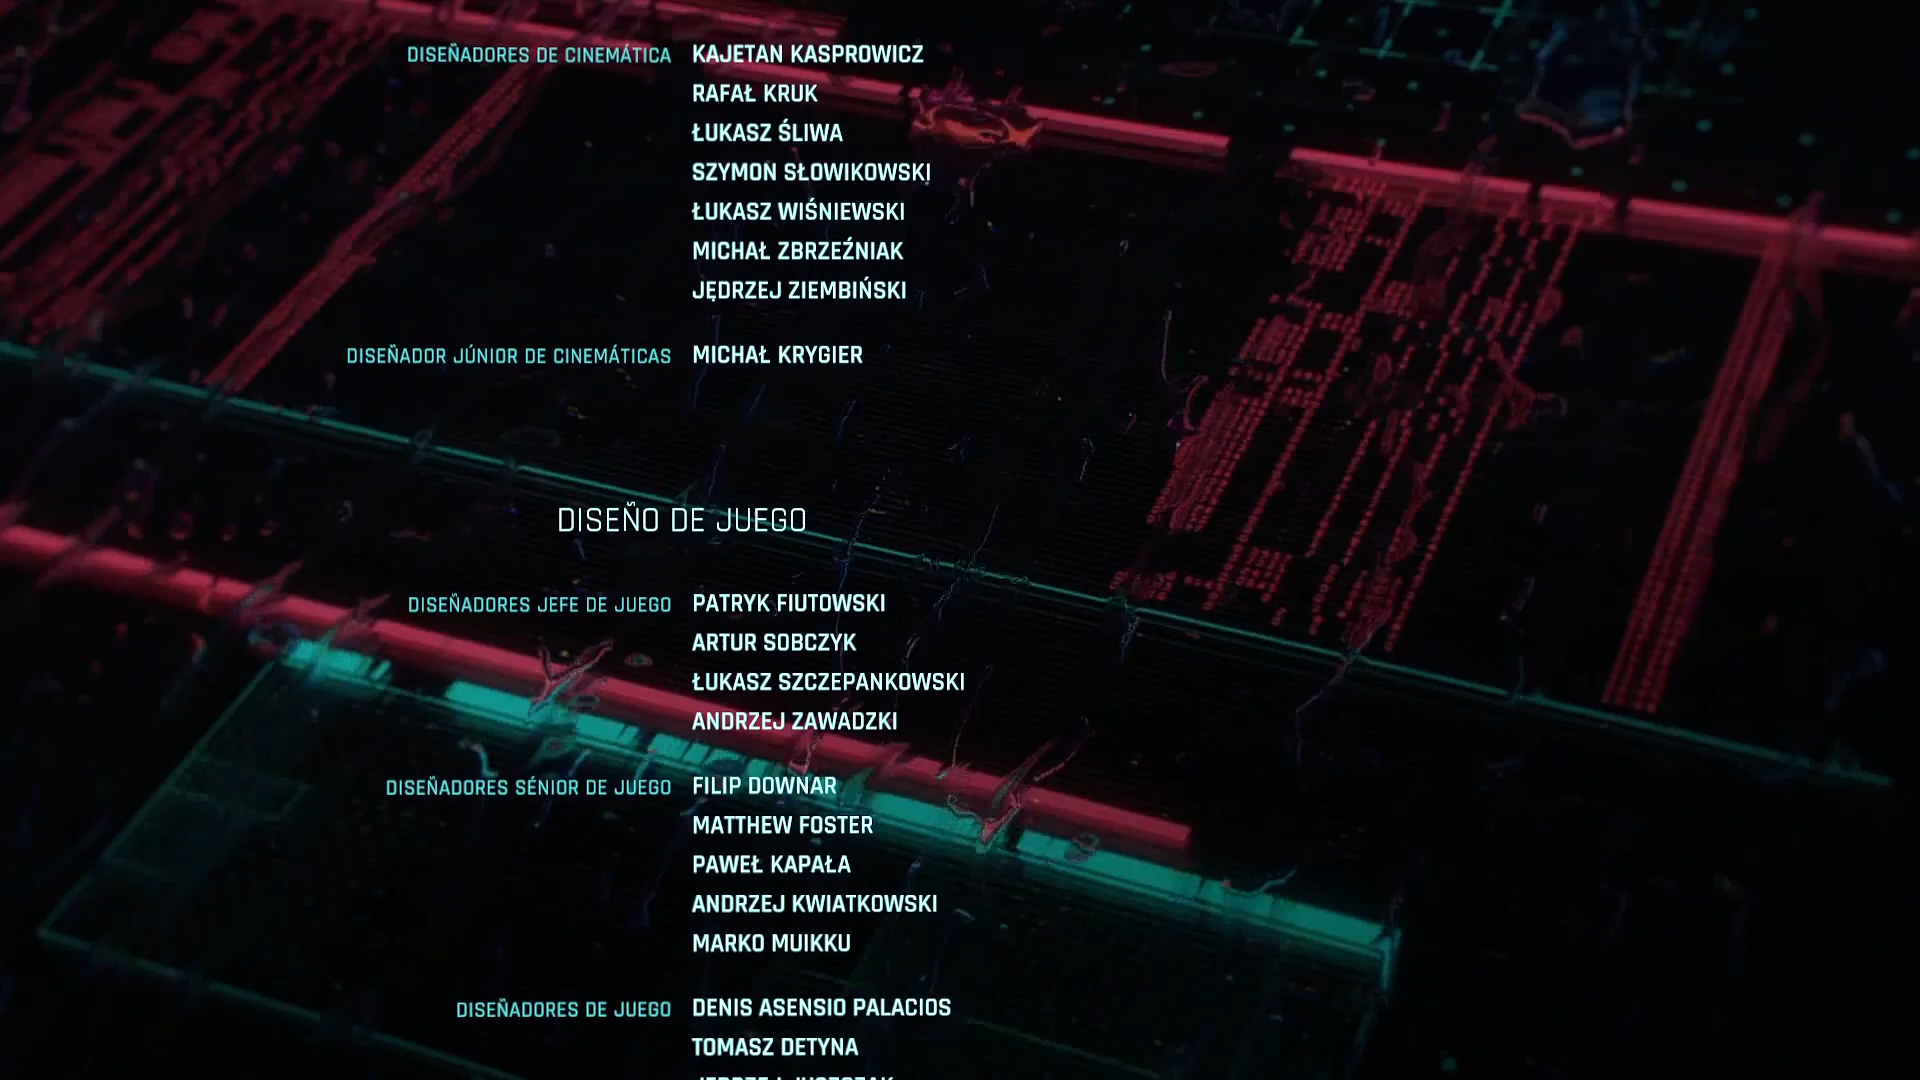 DISEÑADORES DE CINEMÁTICA KAJETAN KASPROWICZ
RAFAŁ KRUK
ŁUKASZ ŚLIWA
SZYMON SŁOWIKOWSKI
ŁUKASZ WIŚNIEWSKI
MICHAŁ ZBRZEŹNIAK
JĘDRZEJ ZIEMBIŃSKI
DISEÑADOR JÚNIOR DE CINEMÁTICAS MICHAŁ KRYGIER
DISEÑO DE JUEGO
DISEÑADORES JEFE DE JUEGO PATRYK FIUTOWSKI
ARTUR SOBCZYK
ŁUKASZ SZCZEPANKOWSKI
ANDRZEJ ZAWADZKI
DISEÑADORES SÉNIOR DE JUEGO FILIP DOWNAR
MATTHEW FOSTER
PAWEŁ KAPAŁA
ANDRZEJ KWIATKOWSKI
MARKO MUIKKU
DISEÑADORES DE JUEGO DENIS ASENSIO PALACIOS
TOMASZ DETYNA